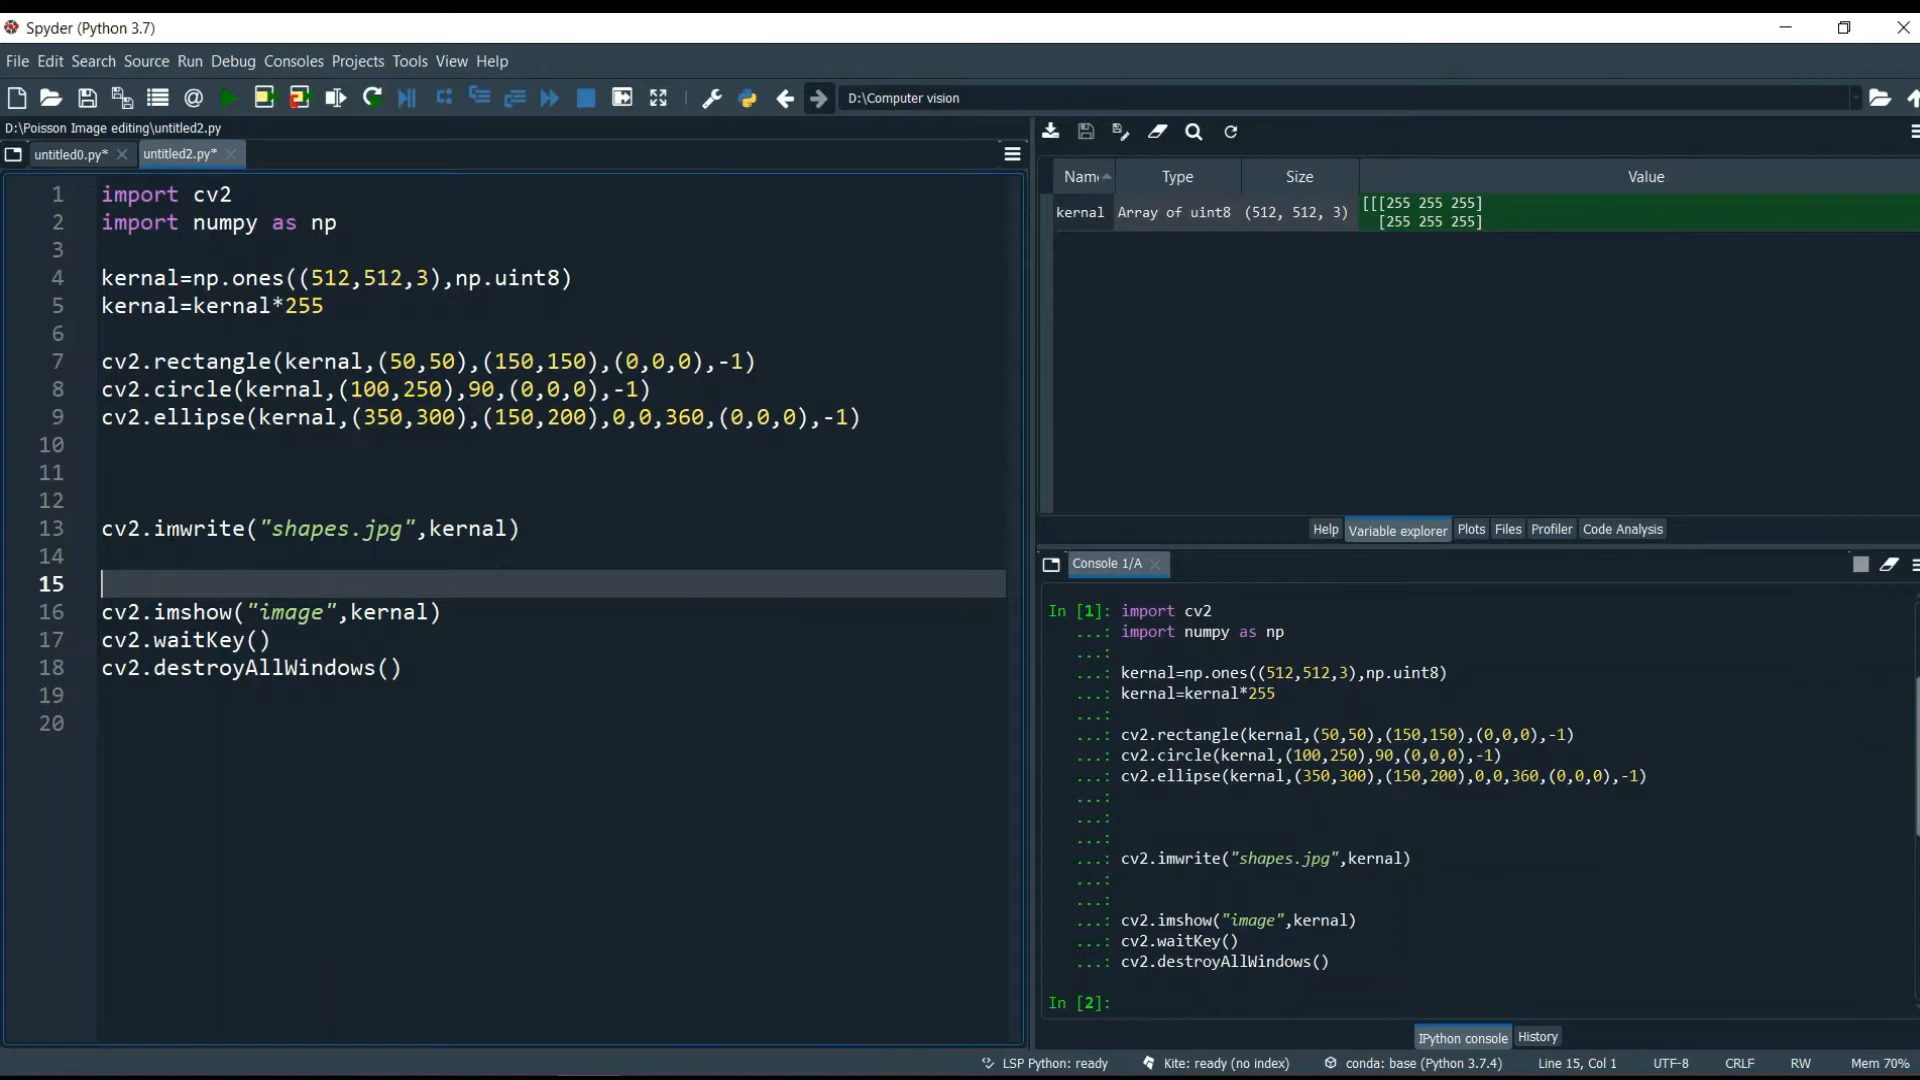 Spyder (Python 3.7)
File Edit Search Source Run Debug Consoles Projects Tools View Help
D:\Computer vision
D:\Poisson Image editing\untitled2.py
untitled0.py*
untitled2.py*
1 import cv2
2 import numpy as np
3
4 kernal=np.ones((512,512,3),np.uint8)
5 kernal=kernal*255
6
7 cv2.rectangle(kernal,(50,50),(150,150),(0,0,0),-1)
8 cv2.circle(kernal,(100,250),90,(0,0,0),-1)
9 cv2.ellipse(kernal,(350,300),(150,200),0,0,360,(0,0,0),-1)
10
11
12
13 cv2.imwrite("shapes.jpg",kernal)
14
15
16 cv2.imshow("image",kernal)
17 cv2.waitKey()
18 cv2.destroyAllWindows()
19
20
Name Type Size Value
kernal Array of uint8 (512, 512, 3) [[[255 255 255]
[255 255 255]
Help Variable explorer Plots Files Profiler Code Analysis
Console 1/A
In [1]: import cv2
...: import numpy as np
...:
...: kernal=np.ones((512,512,3),np.uint8)
...: kernal=kernal*255
...:
...: cv2.rectangle(kernal,(50,50),(150,150),(0,0,0),-1)
...: cv2.circle(kernal,(100,250),90,(0,0,0),-1)
...: cv2.ellipse(kernal,(350,300),(150,200),0,0,360,(0,0,0),-1)
...:
...:
...:
...: cv2.imwrite("shapes.jpg",kernal)
...:
...:
...: cv2.imshow("image",kernal)
...: cv2.waitKey()
...: cv2.destroyAllWindows()
In [2]:
IPython console History
LSP Python: ready Kite: ready (no index) conda: base (Python 3.7.4) Line 15, Col 1 UTF-8 CRLF RW Mem 70%